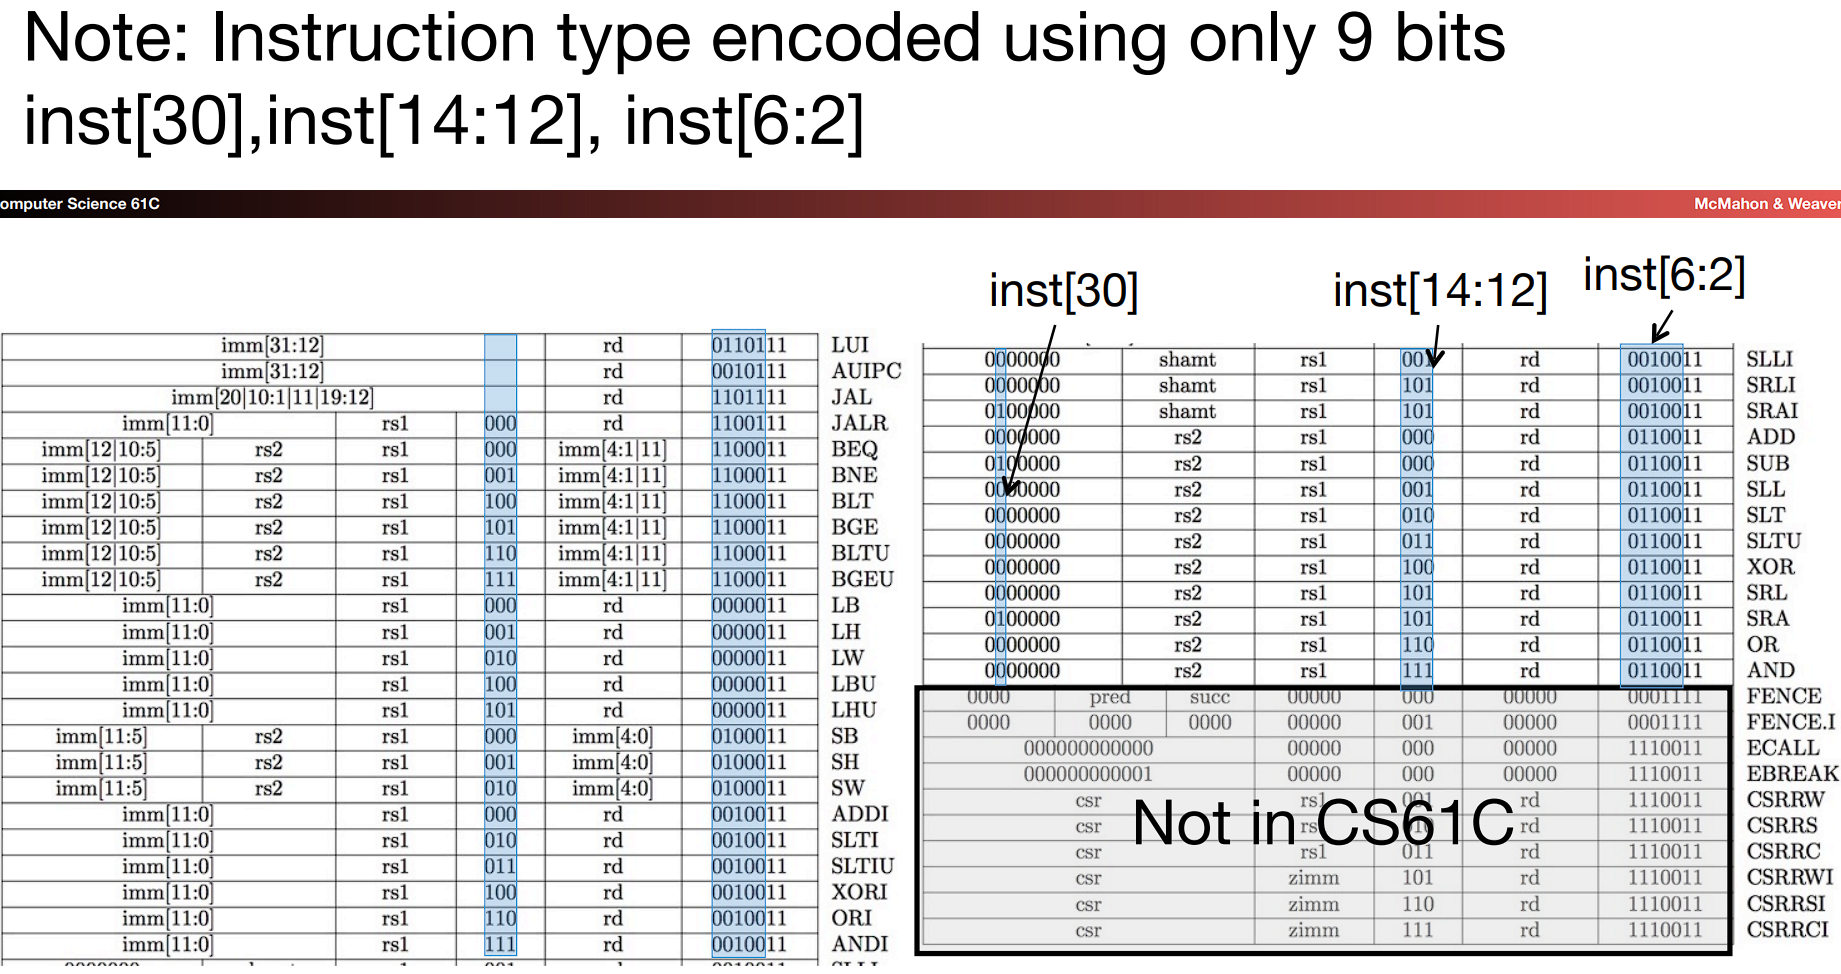 Note: Instruction type encoded using only 9 bits
inst[30],inst[14:12], inst[6:2]
omputer Science 61C
McMahon & Weaver
imm[31:12] rd 0110111 LUI
imm[31:12] rd 0010111 AUIPC
imm[20|10:1|11|19:12] rd 1101111 JAL
imm[11:0] rs1 000 rd 1100111 JALR
imm[12|10:5] rs2 rs1 000 imm[4:1|11] 1100011 BEQ
imm[12|10:5] rs2 rs1 001 imm[4:1|11] 1100011 BNE
imm[12|10:5] rs2 rs1 100 imm[4:1|11] 1100011 BLT
imm[12|10:5] rs2 rs1 101 imm[4:1|11] 1100011 BGE
imm[12|10:5] rs2 rs1 110 imm[4:1|11] 1100011 BLTU
imm[12|10:5] rs2 rs1 111 imm[4:1|11] 1100011 BGEU
imm[11:0] rs1 000 rd 0000011 LB
imm[11:0] rs1 001 rd 0000011 LH
imm[11:0] rs1 010 rd 0000011 LW
imm[11:0] rs1 100 rd 0000011 LBU
imm[11:0] rs1 101 rd 0000011 LHU
imm[11:5] rs2 rs1 000 imm[4:0] 0100011 SB
imm[11:5] rs2 rs1 001 imm[4:0] 0100011 SH
imm[11:5] rs2 rs1 010 imm[4:0] 0100011 SW
imm[11:0] rs1 000 rd 0010011 ADDI
imm[11:0] rs1 010 rd 0010011 SLTI
imm[11:0] rs1 011 rd 0010011 SLTIU
imm[11:0] rs1 100 rd 0010011 XORI
imm[11:0] rs1 110 rd 0010011 ORI
imm[11:0] rs1 111 rd 0010011 ANDI
inst[30] inst[14:12] inst[6:2]
0000000 shamt rs1 001 rd 0010011 SLLI
0000000 shamt rs1 101 rd 0010011 SRLI
0100000 shamt rs1 101 rd 0010011 SRAI
0000000 rs2 rs1 000 rd 0110011 ADD
0100000 rs2 rs1 000 rd 0110011 SUB
0000000 rs2 rs1 001 rd 0110011 SLL
0000000 rs2 rs1 010 rd 0110011 SLT
0000000 rs2 rs1 011 rd 0110011 SLTU
0000000 rs2 rs1 100 rd 0110011 XOR
0000000 rs2 rs1 101 rd 0110011 SRL
0100000 rs2 rs1 101 rd 0110011 SRA
0000000 rs2 rs1 110 rd 0110011 OR
0000000 rs2 rs1 111 rd 0110011 AND
0000 pred succ 00000 000 00000 0001111 FENCE
0000 0000 0000 00000 001 00000 0001111 FENCE.I
000000000000 00000 000 00000 1110011 ECALL
000000000001 00000 000 00000 1110011 EBREAK
csr rs1 001 rd 1110011 CSRRW
Not in CS61C
csr rd 1110011 CSRRS
csr rs1 011 rd 1110011 CSRRC
csr zimm 101 rd 1110011 CSRRWI
csr zimm 110 rd 1110011 CSRRSI
csr zimm 111 rd 1110011 CSRRCI